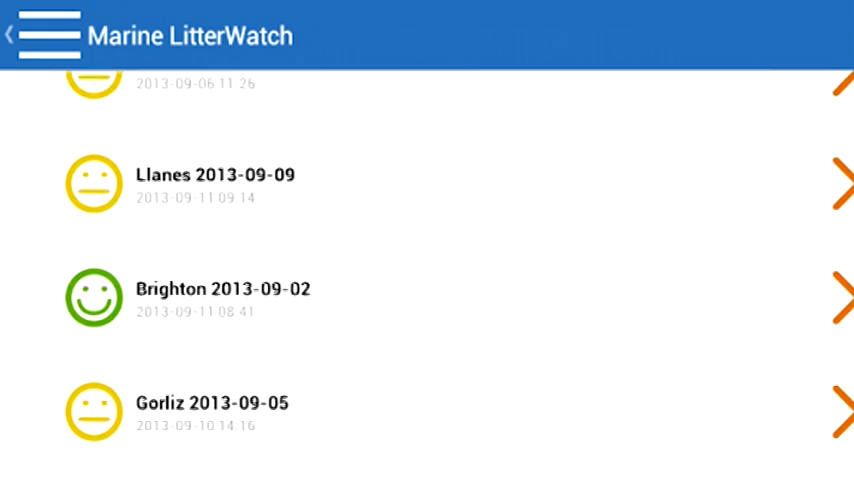 Marine LitterWatch
2013-09-06 11 26
Llanes 2013-09-09
2013-09-11 09 14
Brighton 2013-09-02
2013-09-11 08 41
Gorliz 2013-09-05
2013-09-10 14 16